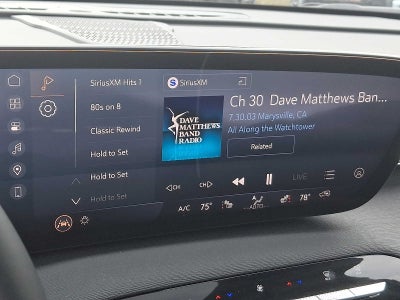 SiriusXM Hits 1
80s on 8
Classic Rewind
Hold to Set
Hold to Set
Hold to Set
S SiriusXM
DAVE
MATTHEWS
BAND
RADIO
Ch 30 Dave Matthews Ban...
7.30.03 Marysville, CA
All Along the Watchtower
Related
CH
CH
LIVE
A/C
75°
AUTO
78°